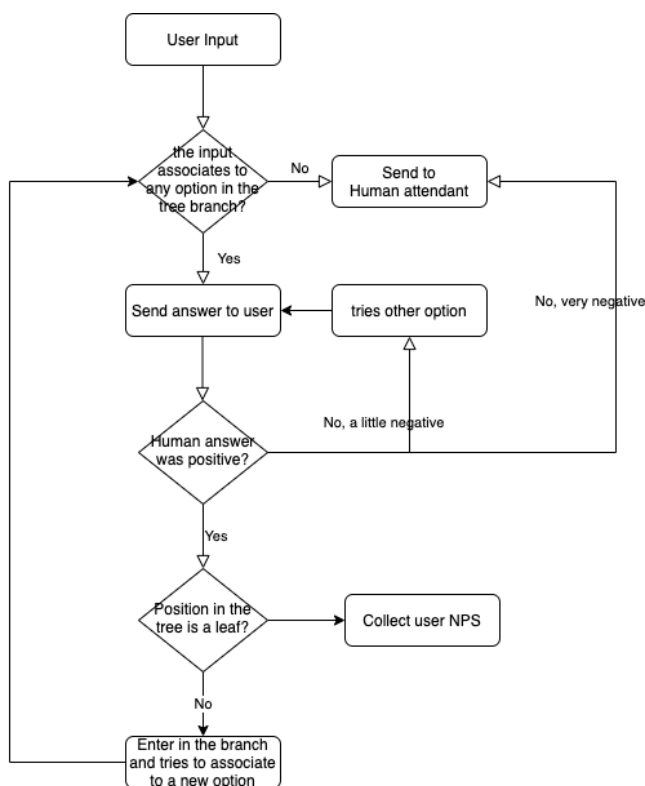 User Input
the input
associates to
any option in the
tree branch?
No
Send to
Human attendant
Yes
Send answer to user
tries other option
No, very negative
No, a little negative
Human answer
was positive?
Yes
Position in the
tree is a leaf?
Collect user NPS
No
Enter in the branch
and tries to associate
to a new option